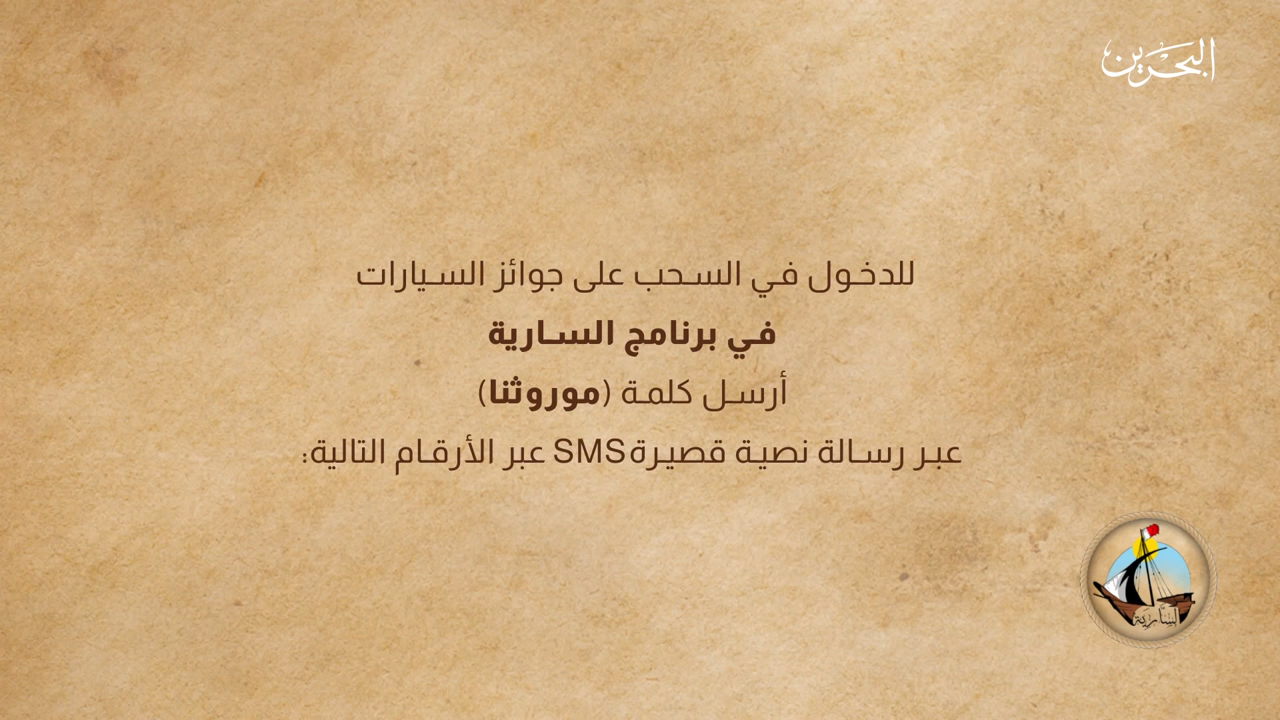 البحرين
للدخول في السحب على جوائز السيارات
في برنامج السارية
أرسل كلمة (موروثنا)
عبر رسالة نصية قصيرة SMS عبر الأرقام التالية:
السارية